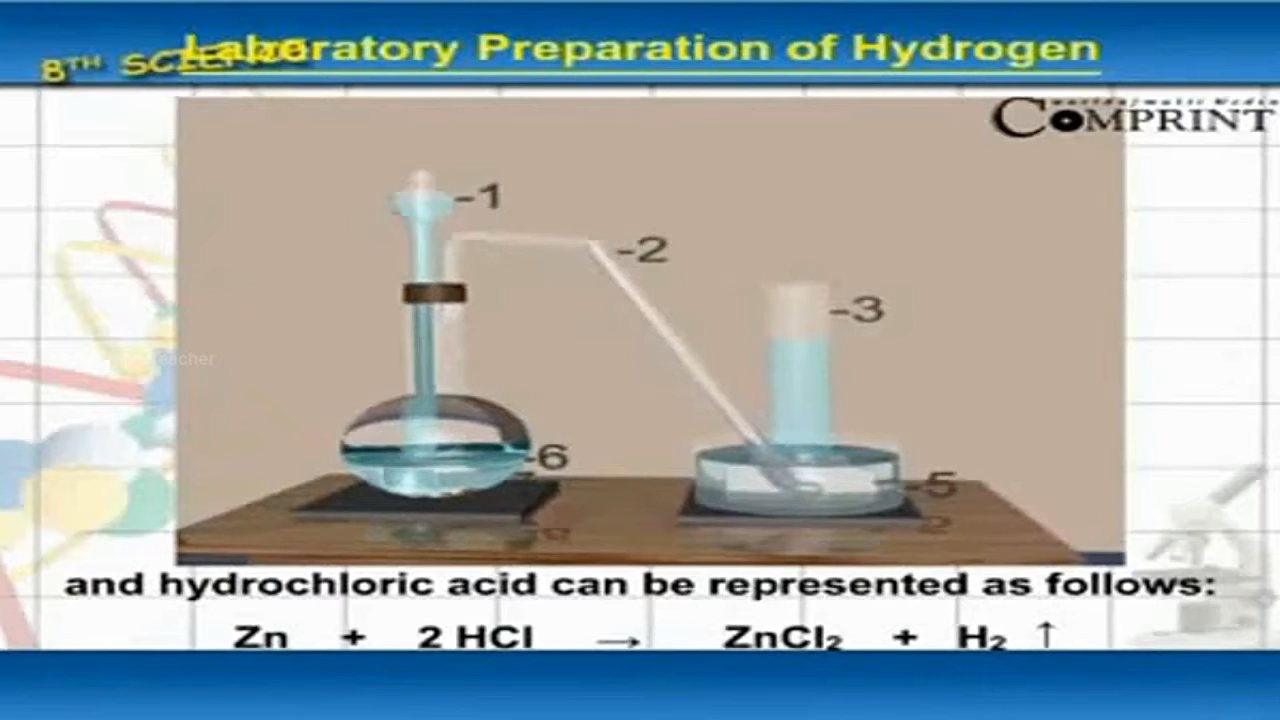 Laboratory Preparation of Hydrogen
8TH SCIENCE
COMPRINT
-1
-2
-3
-6
-5
and hydrochloric acid can be represented as follows:
Zn + 2 HCl → ZnCl₂ + H₂ ↑